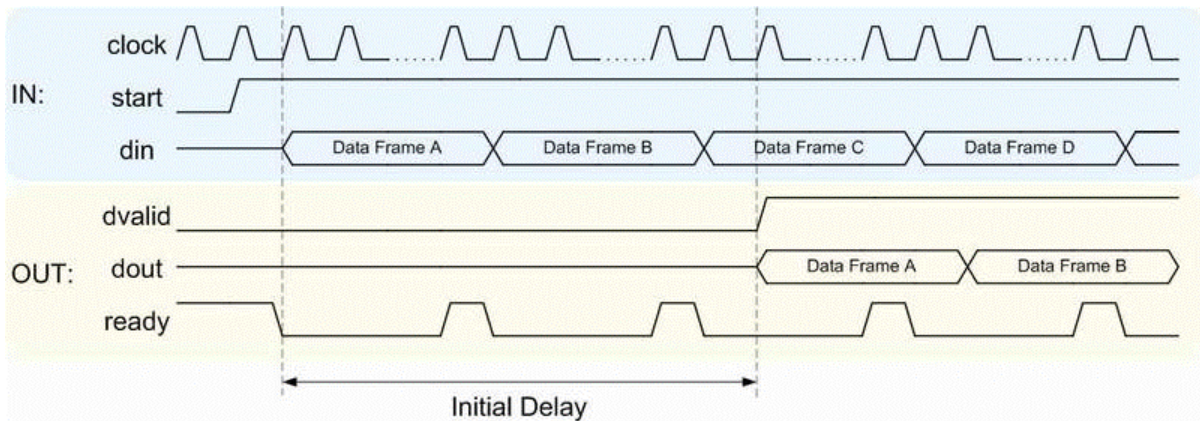 clock
IN:
start
din
Data Frame A
Data Frame B
Data Frame C
Data Frame D
dvalid
OUT:
dout
Data Frame A
Data Frame B
ready
Initial Delay